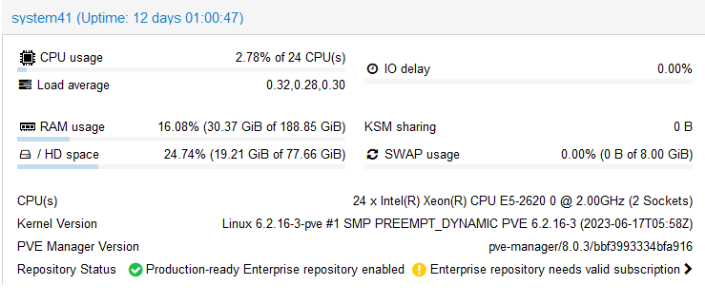 system41 (Uptime: 12 days 01:00:47)
CPU usage 2.78% of 24 CPU(s)
IO delay 0.00%
Load average 0.32,0.28,0.30
RAM usage 16.08% (30.37 GiB of 188.85 GiB) KSM sharing 0 B
/ HD space 24.74% (19.21 GiB of 77.66 GiB) SWAP usage 0.00% (0 B of 8.00 GiB)
CPU(s) 24 x Intel(R) Xeon(R) CPU E5-2620 0 @ 2.00GHz (2 Sockets)
Kernel Version Linux 6.2.16-3-pve #1 SMP PREEMPT_DYNAMIC PVE 6.2.16-3 (2023-06-17T05:58Z)
PVE Manager Version pve-manager/8.0.3/bbf3993334bfa916
Repository Status Production-ready Enterprise repository enabled Enterprise repository needs valid subscription